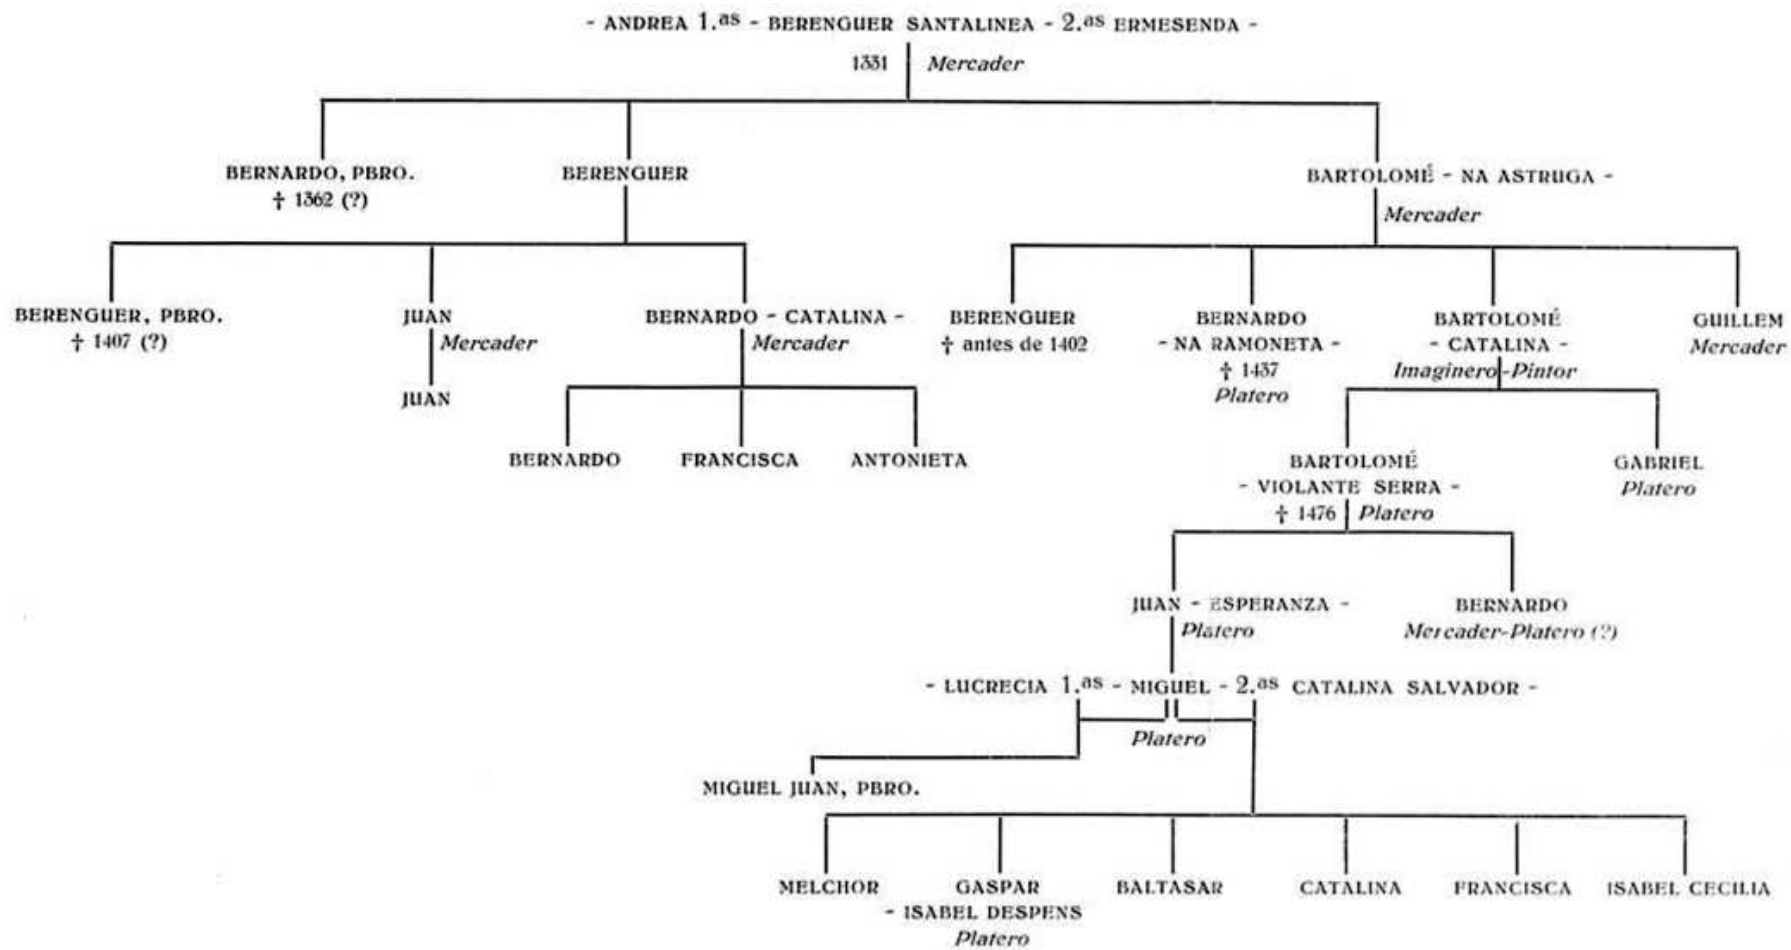 - ANDREA 1.as - BERENGUER SANTALINEA - 2.as ERMESENDA -
1331 Mercader
BERNARDO, PBRO.
† 1362 (?)
BERENGUER
BARTOLOMÉ - NA ASTRUGA -
Mercader
BERENGUER, PBRO.
† 1407 (?)
JUAN
Mercader
JUAN
BERNARDO - CATALINA -
Mercader
BERENGUER
† antes de 1402
BERNARDO
- NA RAMONETA -
† 1437
Platero
BARTOLOMÉ
- CATALINA -
Imaginero-Pintor
GUILLEM
Mercader
BERNARDO
FRANCISCA
ANTONIETA
BARTOLOMÉ
- VIOLANTE SERRA -
† 1476 Platero
GABRIEL
Platero
JUAN - ESPERANZA -
Platero
BERNARDO
Mercader-Platero (?)
- LUCRECIA 1.as - MIGUEL - 2.as CATALINA SALVADOR -
Platero
MIGUEL JUAN, PBRO.
MELCHOR
GASPAR
- ISABEL DESPENS
Platero
BALTASAR
CATALINA
FRANCISCA
ISABEL CECILIA